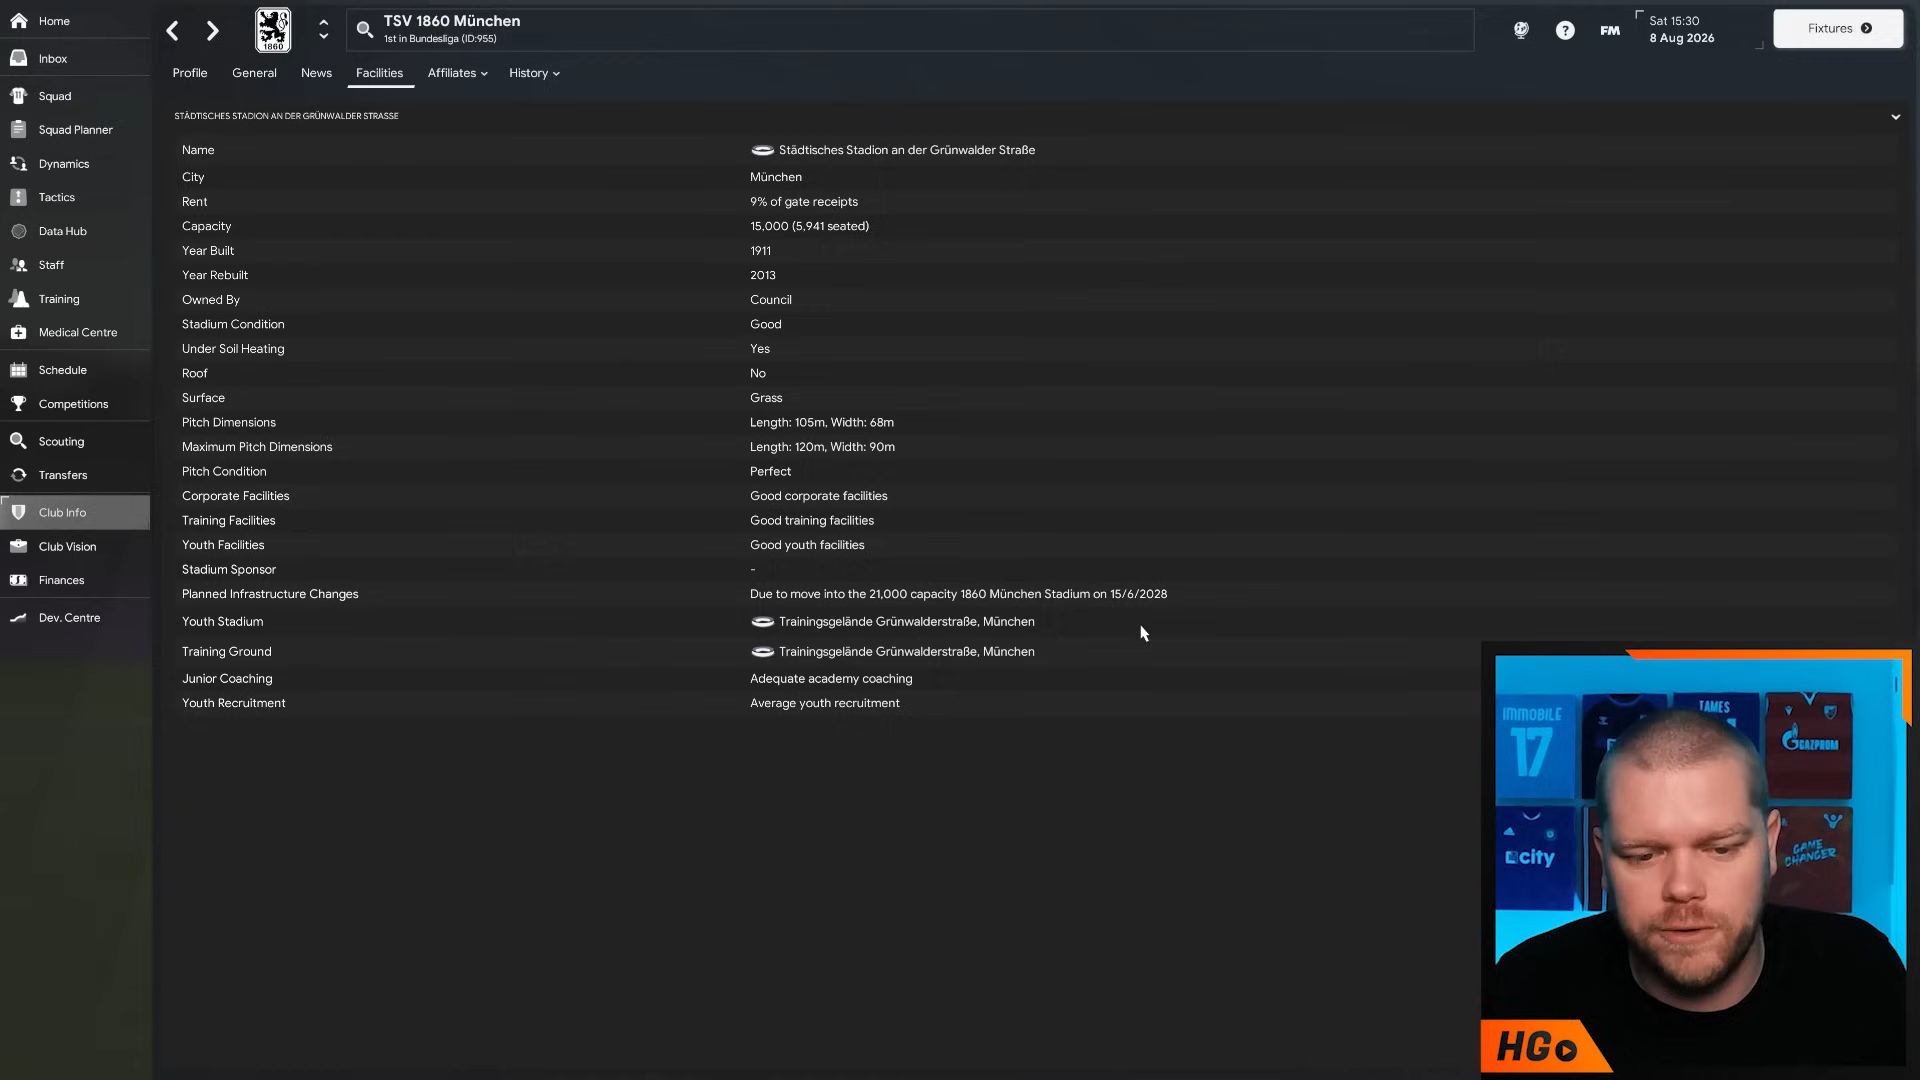 Home
Inbox
Squad
Squad Planner
Dynamics
Tactics
Data Hub
Staff
Training
Medical Centre
Schedule
Competitions
Scouting
Transfers
Club Info
Club Vision
Finances
Dev. Centre
1860
TSV 1860 München
1st in Bundesliga (ID:955)
FM
Sat 15:30
8 Aug 2026
Fixtures
Profile General News Facilities Affiliates History
STÄDTISCHES STADION AN DER GRÜNWALDER STRASSE
Name Städtisches Stadion an der Grünwalder Straße
City München
Rent 9% of gate receipts
Capacity 15,000 (5,941 seated)
Year Built 1911
Year Rebuilt 2013
Owned By Council
Stadium Condition Good
Under Soil Heating Yes
Roof No
Surface Grass
Pitch Dimensions Length: 105m, Width: 68m
Maximum Pitch Dimensions Length: 120m, Width: 90m
Pitch Condition Perfect
Corporate Facilities Good corporate facilities
Training Facilities Good training facilities
Youth Facilities Good youth facilities
Stadium Sponsor -
Planned Infrastructure Changes Due to move into the 21,000 capacity 1860 München Stadium on 15/6/2028
Youth Stadium Trainingsgelände Grünwalderstraße, München
Training Ground Trainingsgelände Grünwalderstraße, München
Junior Coaching Adequate academy coaching
Youth Recruitment Average youth recruitment
IMMOBILE
17
TAMES
GAZPROM
city
GAME
CHANGER
HG